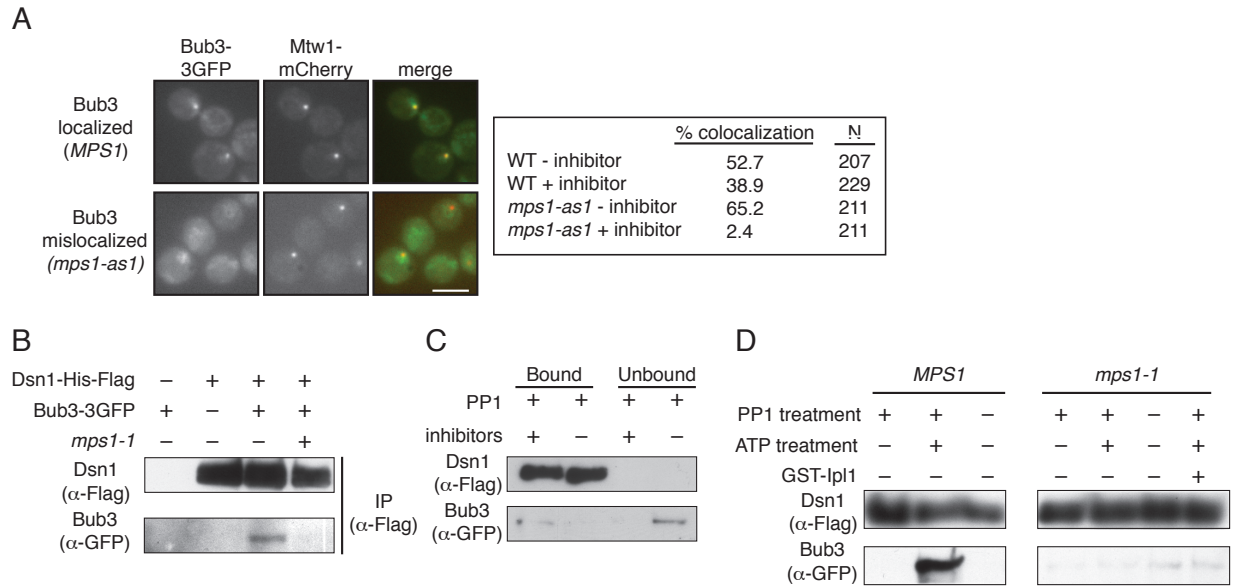 A
Bub3-
3GFP
Mtw1-
mCherry
merge
Bub3
localized
(MPS1)
Bub3
mislocalized
(mps1-as1)
% colocalization N
WT - inhibitor 52.7 207
WT + inhibitor 38.9 229
mps1-as1 - inhibitor 65.2 211
mps1-as1 + inhibitor 2.4 211
B
Dsn1-His-Flag – + + +
Bub3-3GFP + – + +
mps1-1 – – – +
Dsn1
(α-Flag)
Bub3
(α-GFP)
IP
(α-Flag)
C
Bound Unbound
PP1 + + + +
inhibitors + – + –
Dsn1
(α-Flag)
Bub3
(α-GFP)
D
MPS1 mps1-1
PP1 treatment + + – + + – +
ATP treatment – + – – + – +
GST-Ipl1 – – – – – – +
Dsn1
(α-Flag)
Bub3
(α-GFP)